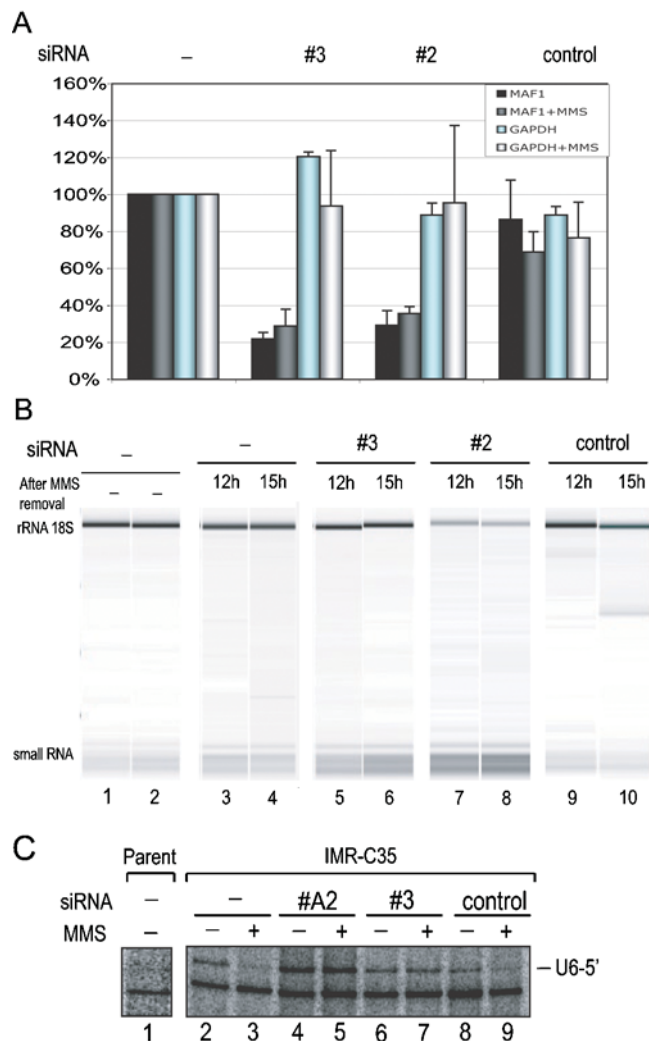 A
siRNA – #3 #2 control
160%
140%
120%
100%
80%
60%
40%
20%
0%
MAF1
MAF1+MMS
GAPDH
GAPDH+MMS
B
siRNA – – #3 #2 control
After MMS removal – – 12h 15h 12h 15h 12h 15h 12h 15h
rRNA 18S
small RNA
1 2 3 4 5 6 7 8 9 10
C
Parent IMR-C35
siRNA – – #A2 #3 control
MMS – – + – + – + – +
– U6-5'
1 2 3 4 5 6 7 8 9